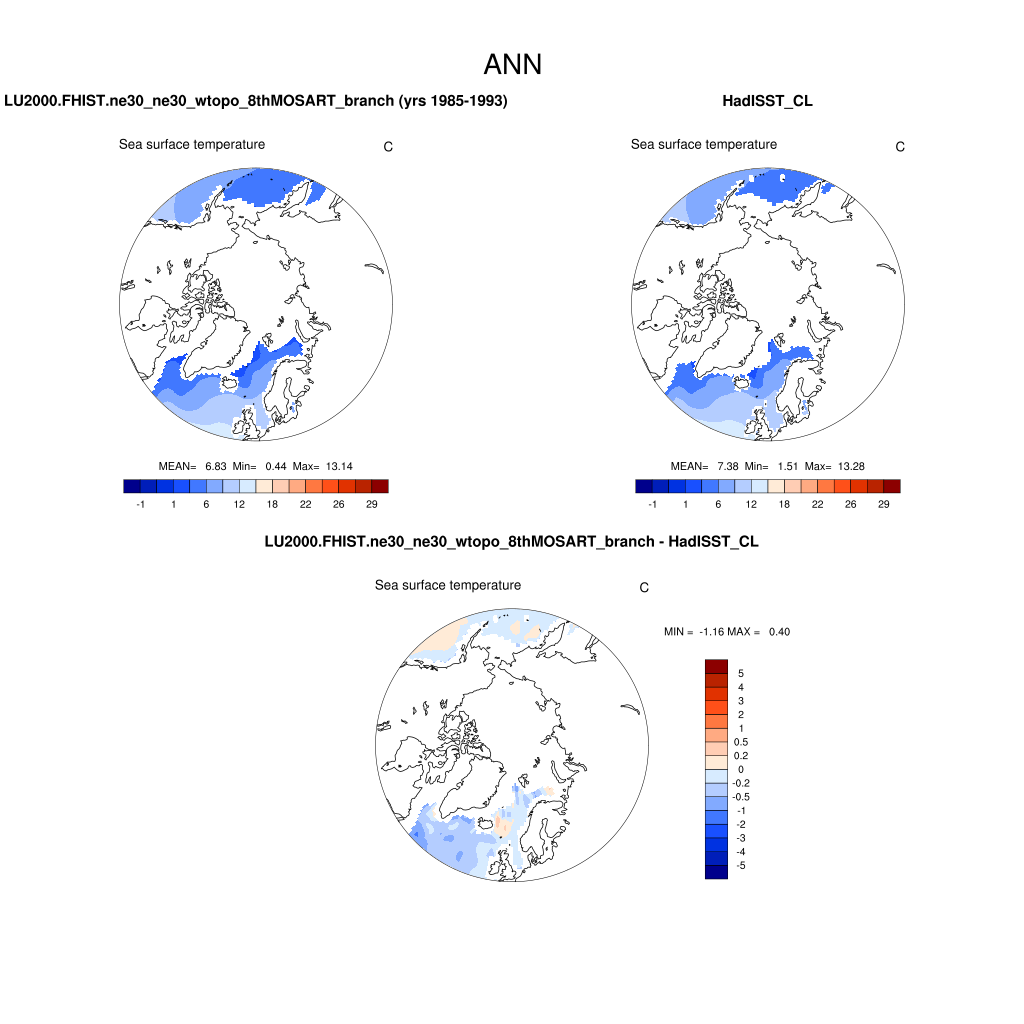 ANN
LU2000.FHIST.ne30_ne30_wtopo_8thMOSART_branch (yrs 1985-1993)
HadISST_CL
Sea surface temperature C
Sea surface temperature C
MEAN= 6.83 Min= 0.44 Max= 13.14
MEAN= 7.38 Min= 1.51 Max= 13.28
-1 1 6 12 18 22 26 29
-1 1 6 12 18 22 26 29
LU2000.FHIST.ne30_ne30_wtopo_8thMOSART_branch - HadISST_CL
Sea surface temperature C
MIN = -1.16 MAX = 0.40
5
4
3
2
1
0.5
0.2
0
-0.2
-0.5
-1
-2
-3
-4
-5